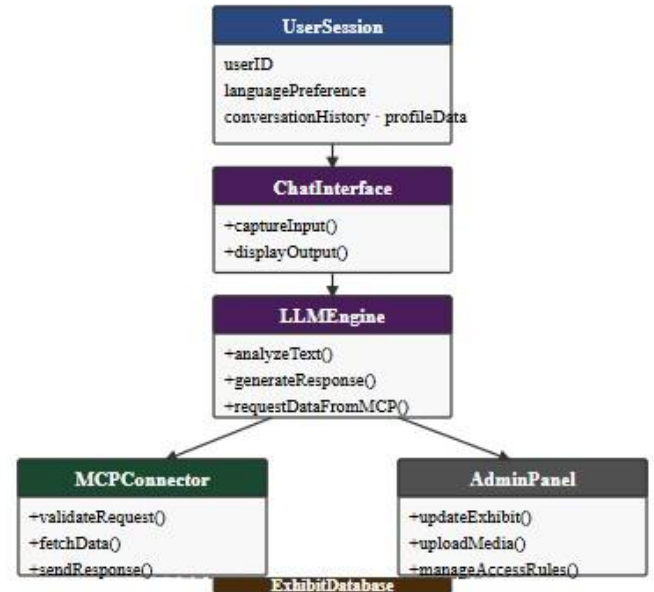 UserSession
userID
languagePreference
conversationHistory - profileData
ChatInterface
+captureInput()
+displayOutput()
LLMEngine
+analyzeText()
+generateResponse()
+requestDataFromMCP()
MCPConnector
+validateRequest()
+fetchData()
+sendResponse()
AdminPanel
+updateExhibit()
+uploadMedia()
+manageAccessRules()
ExhibitDatabase